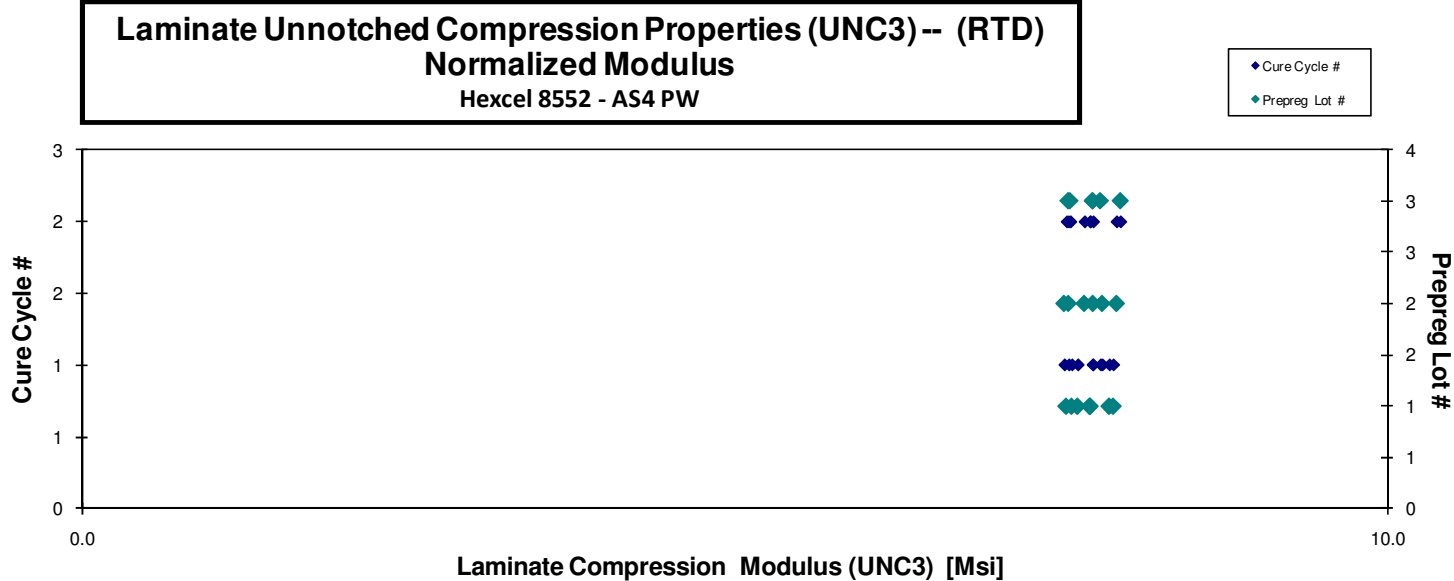 Laminate Unnotched Compression Properties (UNC3) -- (RTD)
Normalized Modulus
Hexcel 8552 - AS4 PW
Cure Cycle #
Prepreg Lot #
3
2
2
1
1
0
Cure Cycle #
4
3
3
2
2
1
1
0
Prepreg Lot #
0.0
10.0
Laminate Compression Modulus (UNC3) [Msi]